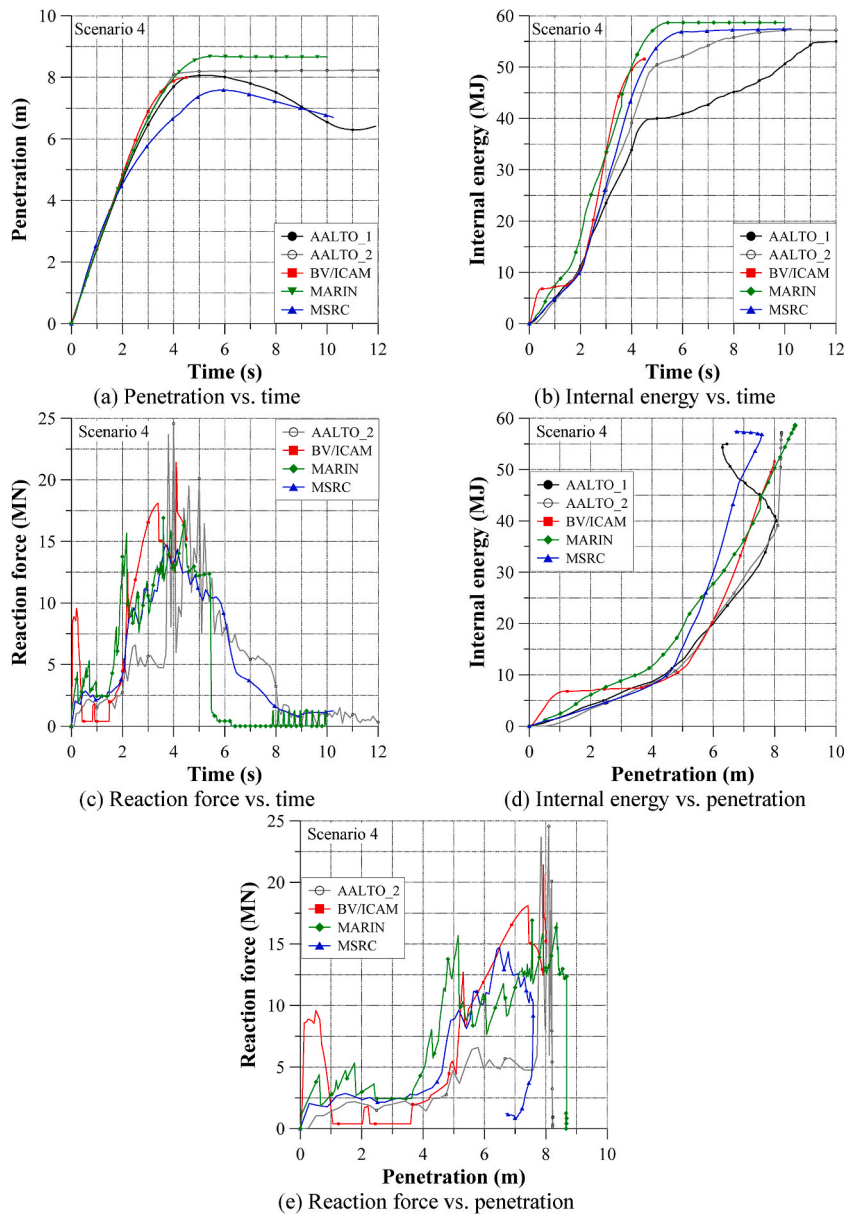 Scenario 4
10
8
6
4
2
0
Penetration (m)
AALTO_1
AALTO_2
BV/ICAM
MARIN
MSRC
0 2 4 6 8 10 12
Time (s)
(a) Penetration vs. time
Scenario 4
60
50
40
30
20
10
0
Internal energy (MJ)
AALTO_1
AALTO_2
BV/ICAM
MARIN
MSRC
0 2 4 6 8 10 12
Time (s)
(b) Internal energy vs. time
Scenario 4
25
20
15
10
5
0
Reaction force (MN)
AALTO_2
BV/ICAM
MARIN
MSRC
0 2 4 6 8 10 12
Time (s)
(c) Reaction force vs. time
Scenario 4
60
50
40
30
20
10
0
Internal energy (MJ)
AALTO_1
AALTO_2
BV/ICAM
MARIN
MSRC
0 2 4 6 8 10
Penetration (m)
(d) Internal energy vs. penetration
Scenario 4
25
20
15
10
5
0
Reaction force (MN)
AALTO_2
BV/ICAM
MARIN
MSRC
0 2 4 6 8 10
Penetration (m)
(e) Reaction force vs. penetration